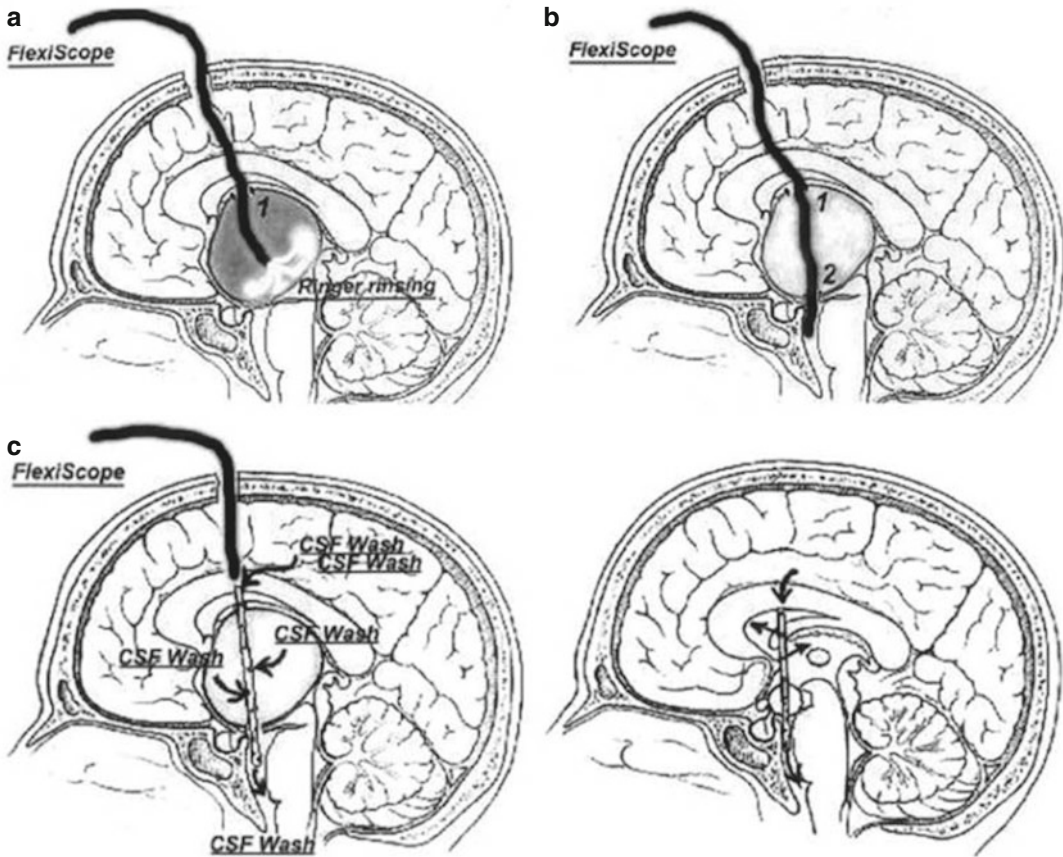 a
FlexiScope
1
Ringer rinsing
b
FlexiScope
1
2
c
FlexiScope
CSF Wash
CSF Wash
CSF Wash
CSF Wash
CSF Wash